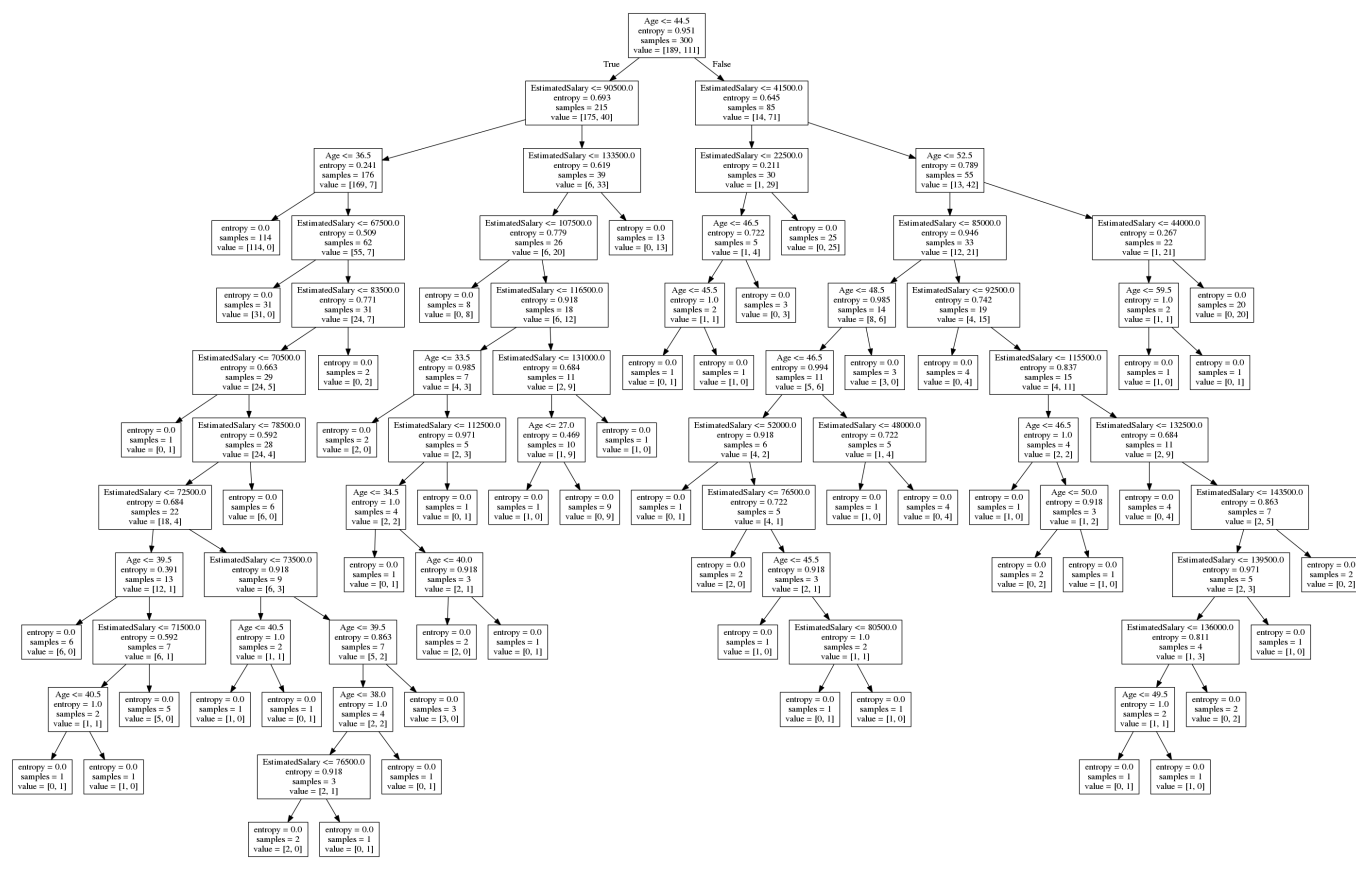 Age <= 44.5
entropy = 0.951
samples = 300
value = [189, 111]
True
False
EstimatedSalary <= 90500.0
entropy = 0.693
samples = 215
value = [175, 40]
EstimatedSalary <= 41500.0
entropy = 0.645
samples = 85
value = [14, 71]
Age <= 36.5
entropy = 0.241
samples = 176
value = [169, 7]
EstimatedSalary <= 133500.0
entropy = 0.619
samples = 39
value = [6, 33]
EstimatedSalary <= 22500.0
entropy = 0.211
samples = 30
value = [1, 29]
Age <= 52.5
entropy = 0.789
samples = 55
value = [13, 42]
entropy = 0.0
samples = 114
value = [114, 0]
EstimatedSalary <= 67500.0
entropy = 0.509
samples = 62
value = [55, 7]
EstimatedSalary <= 107500.0
entropy = 0.779
samples = 26
value = [6, 20]
entropy = 0.0
samples = 13
value = [0, 13]
Age <= 46.5
entropy = 0.722
samples = 5
value = [1, 4]
entropy = 0.0
samples = 25
value = [0, 25]
EstimatedSalary <= 85000.0
entropy = 0.946
samples = 33
value = [12, 21]
EstimatedSalary <= 44000.0
entropy = 0.267
samples = 22
value = [1, 21]
entropy = 0.0
samples = 31
value = [31, 0]
EstimatedSalary <= 83500.0
entropy = 0.771
samples = 31
value = [24, 7]
entropy = 0.0
samples = 8
value = [0, 8]
EstimatedSalary <= 116500.0
entropy = 0.918
samples = 18
value = [6, 12]
Age <= 45.5
entropy = 1.0
samples = 2
value = [1, 1]
entropy = 0.0
samples = 3
value = [0, 3]
Age <= 48.5
entropy = 0.985
samples = 14
value = [8, 6]
EstimatedSalary <= 92500.0
entropy = 0.742
samples = 19
value = [4, 15]
Age <= 59.5
entropy = 1.0
samples = 2
value = [1, 1]
entropy = 0.0
samples = 20
value = [0, 20]
EstimatedSalary <= 70500.0
entropy = 0.663
samples = 29
value = [24, 5]
entropy = 0.0
samples = 2
value = [0, 2]
Age <= 33.5
entropy = 0.985
samples = 7
value = [4, 3]
EstimatedSalary <= 131000.0
entropy = 0.684
samples = 11
value = [2, 9]
entropy = 0.0
samples = 1
value = [0, 1]
entropy = 0.0
samples = 1
value = [1, 0]
Age <= 46.5
entropy = 0.994
samples = 11
value = [5, 6]
entropy = 0.0
samples = 3
value = [3, 0]
entropy = 0.0
samples = 4
value = [0, 4]
EstimatedSalary <= 115500.0
entropy = 0.837
samples = 15
value = [4, 11]
entropy = 0.0
samples = 1
value = [1, 0]
entropy = 0.0
samples = 1
value = [0, 1]
entropy = 0.0
samples = 1
value = [0, 1]
EstimatedSalary <= 78500.0
entropy = 0.592
samples = 28
value = [24, 4]
entropy = 0.0
samples = 2
value = [2, 0]
EstimatedSalary <= 112500.0
entropy = 0.971
samples = 5
value = [2, 3]
Age <= 27.0
entropy = 0.469
samples = 10
value = [1, 9]
entropy = 0.0
samples = 1
value = [1, 0]
EstimatedSalary <= 52000.0
entropy = 0.918
samples = 6
value = [4, 2]
EstimatedSalary <= 48000.0
entropy = 0.722
samples = 5
value = [1, 4]
Age <= 46.5
entropy = 1.0
samples = 4
value = [2, 2]
EstimatedSalary <= 132500.0
entropy = 0.684
samples = 11
value = [2, 9]
EstimatedSalary <= 72500.0
entropy = 0.684
samples = 22
value = [18, 4]
entropy = 0.0
samples = 6
value = [6, 0]
Age <= 34.5
entropy = 1.0
samples = 4
value = [2, 2]
entropy = 0.0
samples = 1
value = [0, 1]
entropy = 0.0
samples = 1
value = [1, 0]
entropy = 0.0
samples = 9
value = [0, 9]
entropy = 0.0
samples = 1
value = [0, 1]
EstimatedSalary <= 76500.0
entropy = 0.722
samples = 5
value = [4, 1]
entropy = 0.0
samples = 1
value = [1, 0]
entropy = 0.0
samples = 4
value = [0, 4]
entropy = 0.0
samples = 1
value = [1, 0]
Age <= 50.0
entropy = 0.918
samples = 3
value = [1, 2]
entropy = 0.0
samples = 4
value = [0, 4]
EstimatedSalary <= 143500.0
entropy = 0.863
samples = 7
value = [2, 5]
Age <= 39.5
entropy = 0.391
samples = 13
value = [12, 1]
EstimatedSalary <= 73500.0
entropy = 0.918
samples = 9
value = [6, 3]
entropy = 0.0
samples = 1
value = [0, 1]
Age <= 40.0
entropy = 0.918
samples = 3
value = [2, 1]
entropy = 0.0
samples = 2
value = [2, 0]
Age <= 45.5
entropy = 0.918
samples = 3
value = [2, 1]
entropy = 0.0
samples = 2
value = [0, 2]
entropy = 0.0
samples = 1
value = [1, 0]
EstimatedSalary <= 139500.0
entropy = 0.971
samples = 5
value = [2, 3]
entropy = 0.0
samples = 2
value = [0, 2]
entropy = 0.0
samples = 6
value = [6, 0]
EstimatedSalary <= 71500.0
entropy = 0.592
samples = 7
value = [6, 1]
Age <= 40.5
entropy = 1.0
samples = 2
value = [1, 1]
Age <= 39.5
entropy = 0.863
samples = 7
value = [5, 2]
entropy = 0.0
samples = 2
value = [2, 0]
entropy = 0.0
samples = 1
value = [0, 1]
entropy = 0.0
samples = 1
value = [1, 0]
EstimatedSalary <= 80500.0
entropy = 1.0
samples = 2
value = [1, 1]
EstimatedSalary <= 136000.0
entropy = 0.811
samples = 4
value = [1, 3]
entropy = 0.0
samples = 1
value = [1, 0]
Age <= 40.5
entropy = 1.0
samples = 2
value = [1, 1]
entropy = 0.0
samples = 5
value = [5, 0]
entropy = 0.0
samples = 1
value = [1, 0]
entropy = 0.0
samples = 1
value = [0, 1]
Age <= 38.0
entropy = 1.0
samples = 4
value = [2, 2]
entropy = 0.0
samples = 3
value = [3, 0]
entropy = 0.0
samples = 1
value = [0, 1]
entropy = 0.0
samples = 1
value = [1, 0]
Age <= 49.5
entropy = 1.0
samples = 2
value = [1, 1]
entropy = 0.0
samples = 2
value = [0, 2]
entropy = 0.0
samples = 1
value = [0, 1]
entropy = 0.0
samples = 1
value = [1, 0]
EstimatedSalary <= 76500.0
entropy = 0.918
samples = 3
value = [2, 1]
entropy = 0.0
samples = 1
value = [0, 1]
entropy = 0.0
samples = 1
value = [0, 1]
entropy = 0.0
samples = 1
value = [1, 0]
entropy = 0.0
samples = 2
value = [2, 0]
entropy = 0.0
samples = 1
value = [0, 1]